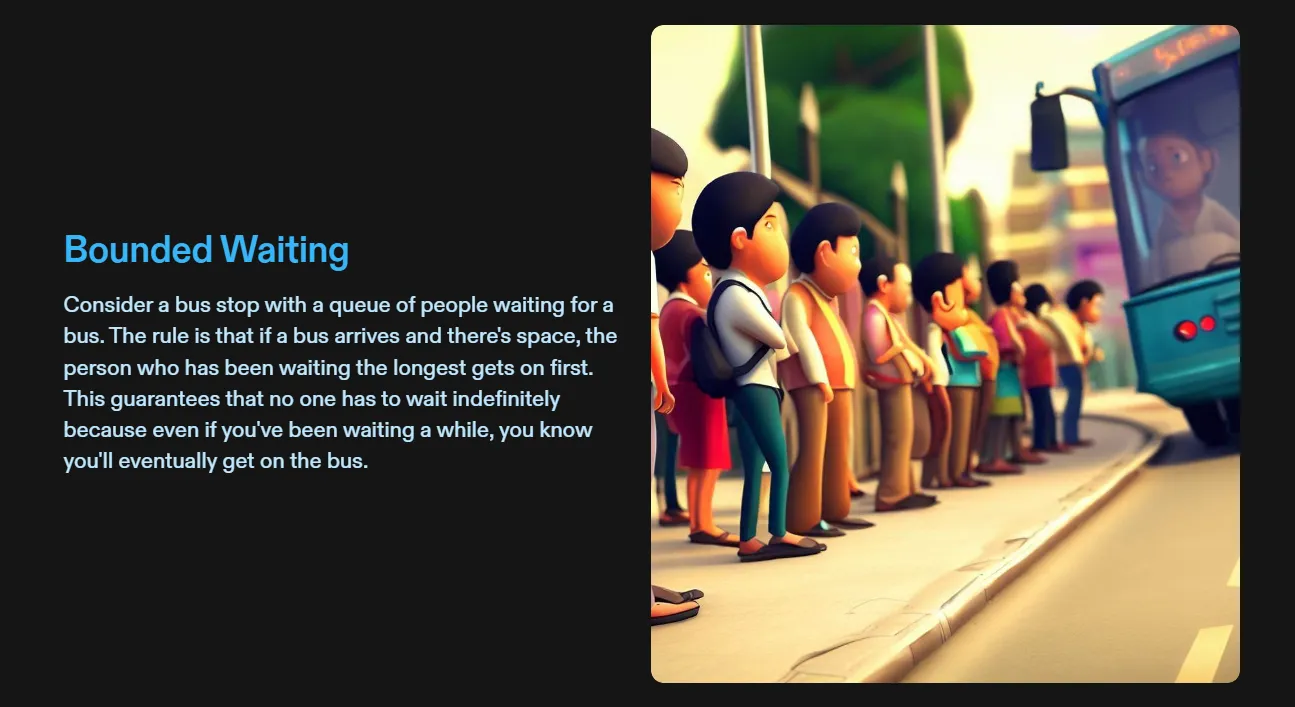 Bounded Waiting
Consider a bus stop with a queue of people waiting for a
bus. The rule is that if a bus arrives and there's space, the
person who has been waiting the longest gets on first.
This guarantees that no one has to wait indefinitely
because even if you've been waiting a while, you know
you'll eventually get on the bus.